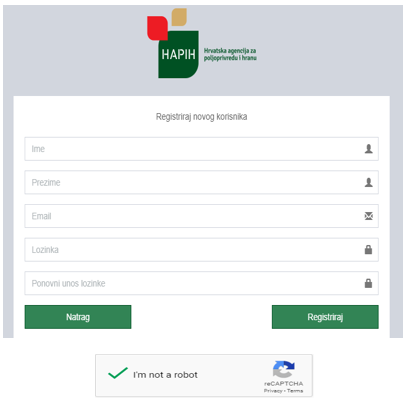 HAPIH
Hrvatska agencija za
poljoprivredu i hranu
Registriraj novog korisnika
Ime
Prezime
Email
Lozinka
Ponovni unos lozinke
Natrag
Registriraj
I'm not a robot
reCAPTCHA
Privacy - Terms